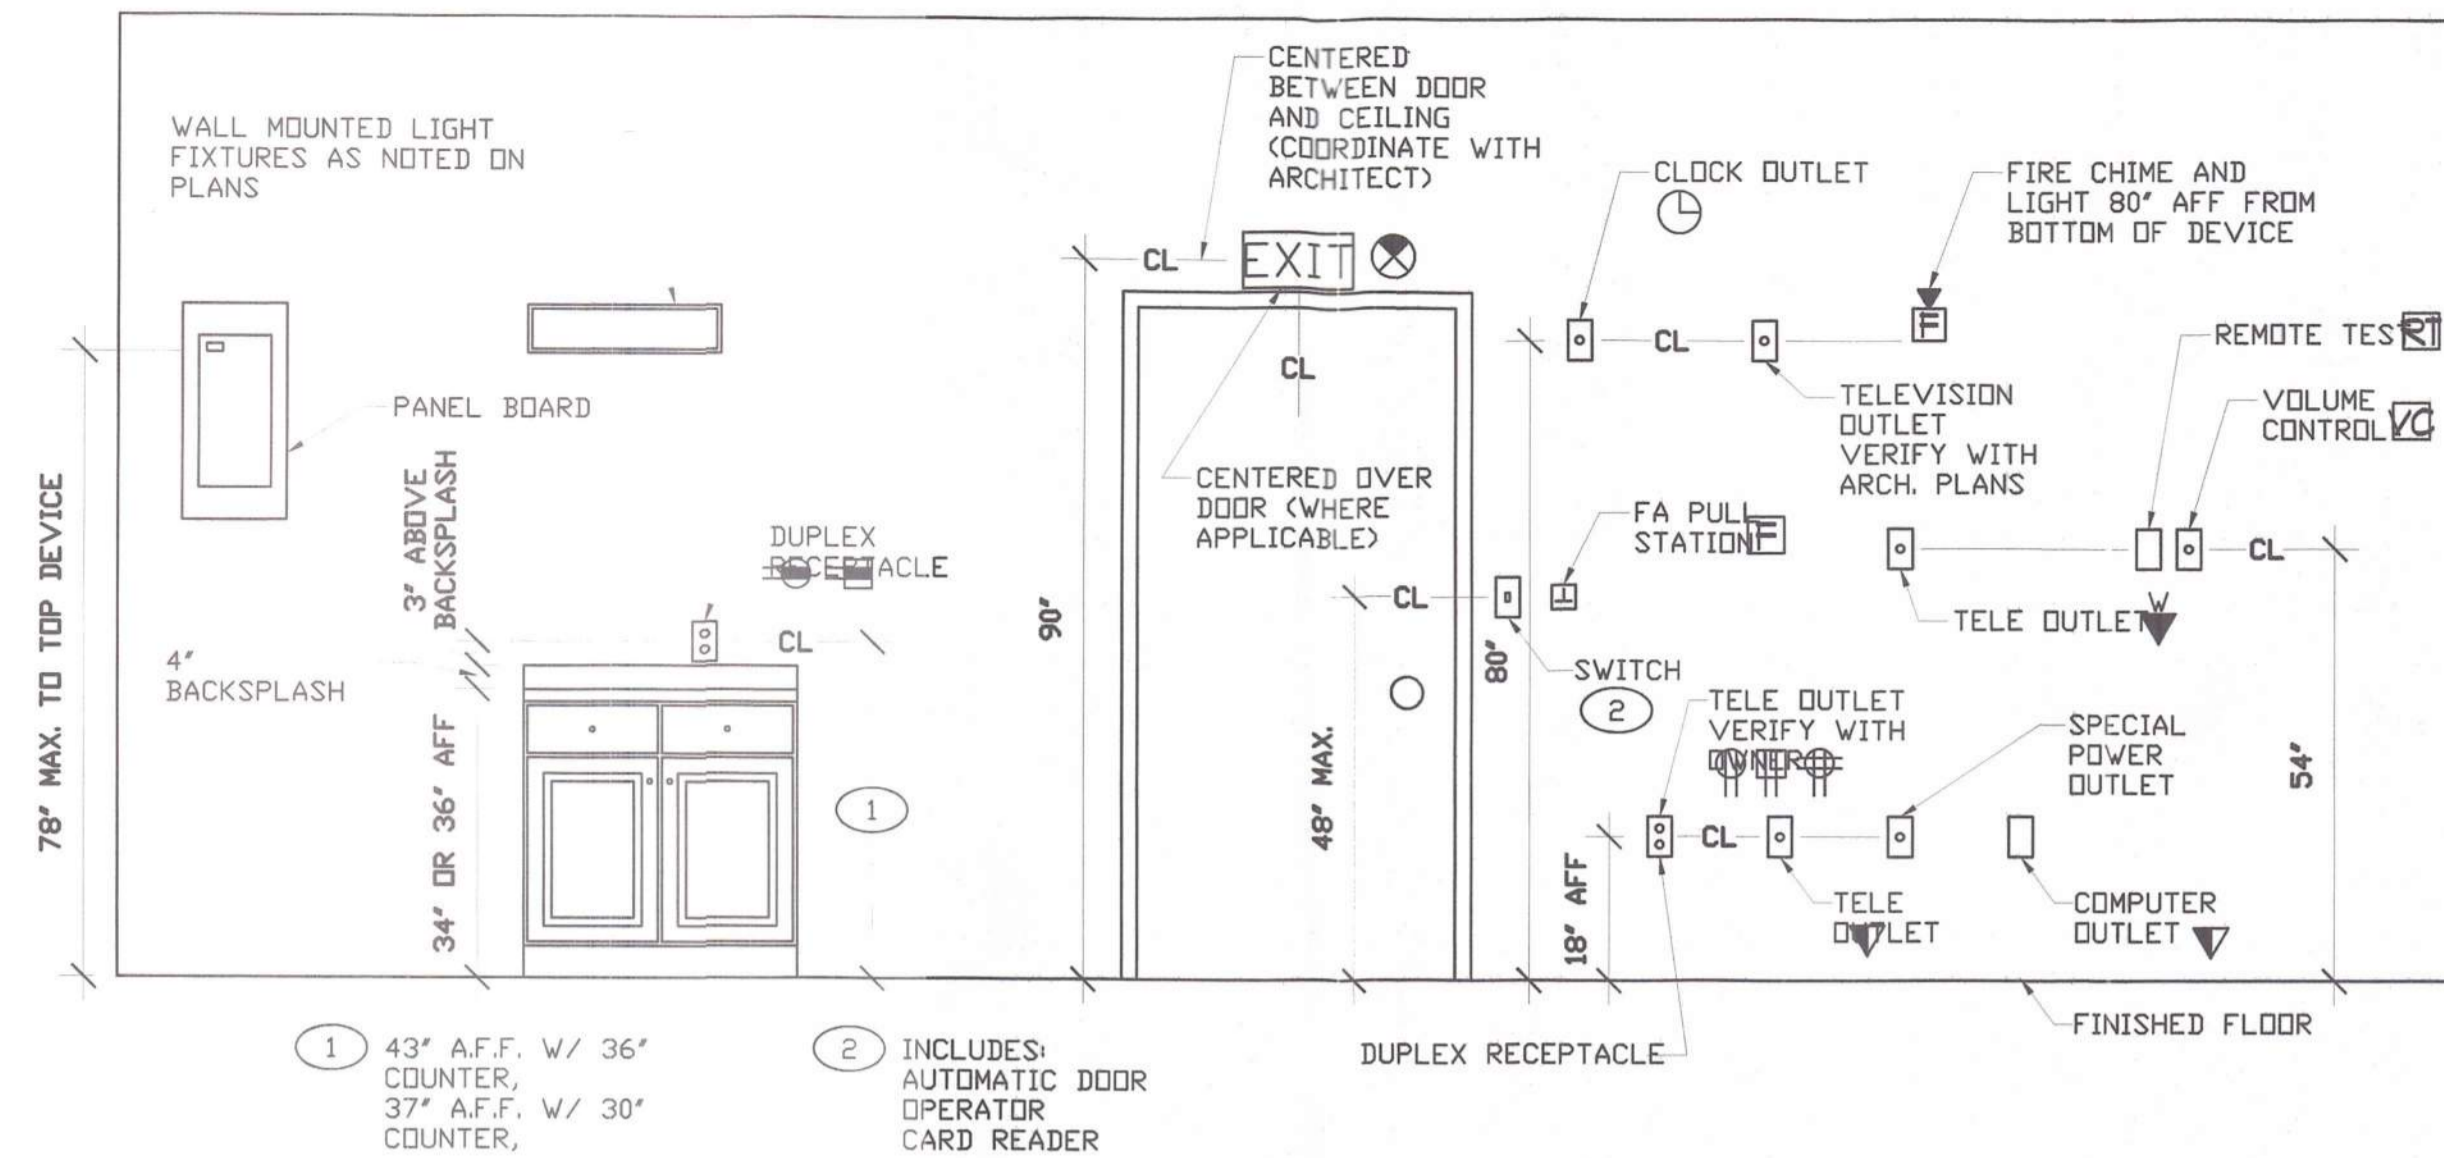 WALL MOUNTED LIGHT
FIXTURES AS NOTED ON
PLANS
CENTERED
BETWEEN DOOR
AND CEILING
(COORDINATE WITH
ARCHITECT)
CLOCK OUTLET
FIRE CHIME AND
LIGHT 80" AFF FROM
BOTTOM OF DEVICE
CL
EXIT
F
REMOTE TEST
RT
CL
CL
PANEL BOARD
TELEVISION
OUTLET
VERIFY WITH
ARCH. PLANS
VOLUME
CONTROL
VC
CENTERED OVER
DOOR (WHERE
APPLICABLE)
FA PULL
STATION
F
78" MAX. TO TOP DEVICE
3" ABOVE
BACKSPLASH
DUPLEX
RECEPTACLE
CL
CL
CL
90"
TELE OUTLET
W
4"
BACKSPLASH
80"
SWITCH
2
TELE OUTLET
VERIFY WITH
OWNER
SPECIAL
POWER
OUTLET
54"
34" OR 36" AFF
1
48" MAX.
CL
18" AFF
TELE
OUTLET
COMPUTER
OUTLET
FINISHED FLOOR
DUPLEX RECEPTACLE
1
43" A.F.F. W/ 36"
COUNTER,
37" A.F.F. W/ 30"
COUNTER,
2
INCLUDES:
AUTOMATIC DOOR
OPERATOR
CARD READER